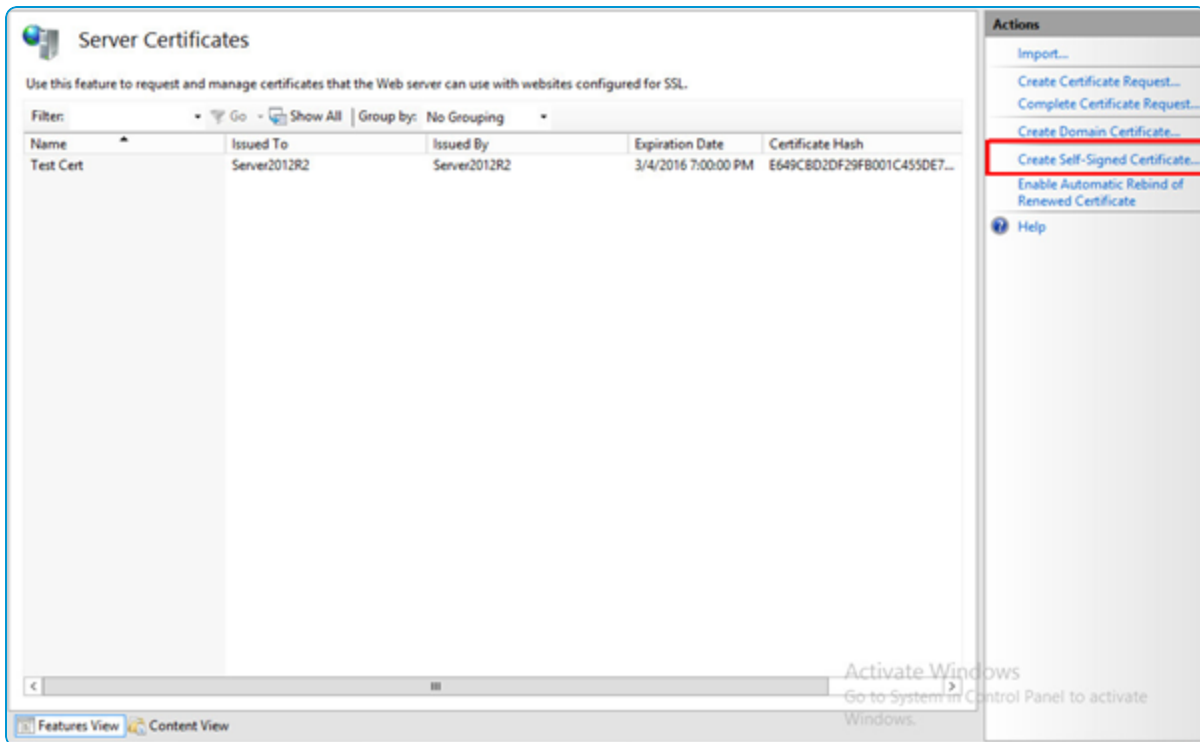 Server Certificates
Use this feature to request and manage certificates that the Web server can use with websites configured for SSL.
Filter: Go Show All Group by: No Grouping
Name Issued To Issued By Expiration Date Certificate Hash
Test Cert Server2012R2 Server2012R2 3/4/2016 7:00:00 PM E649CBD2DF29FB001C455DE7...
Features View Content View
Actions
Import...
Create Certificate Request...
Complete Certificate Request...
Create Domain Certificate...
Create Self-Signed Certificate...
Enable Automatic Rebind of
Renewed Certificate
Help
Activate Windows
Go to System in Control Panel to activate
Windows.